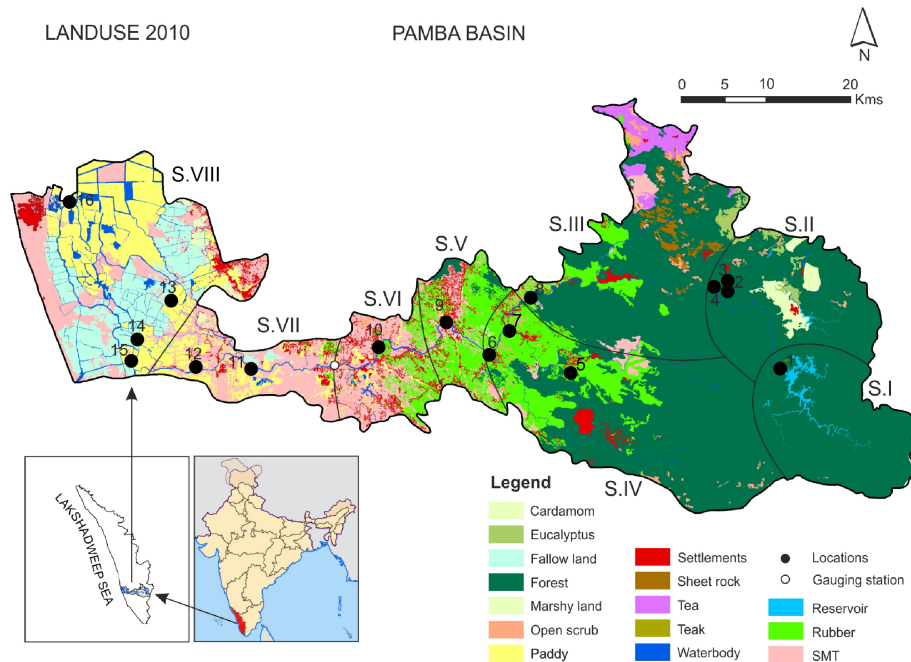 LANDUSE 2010
PAMBA BASIN
N
0 5 10 20
Kms
S.VIII
16
S.III
S.II
S.V
3
2
4
13
S.VI
8
9
7
S.VII
10
14
6
15
12
11
5
1
S.I
S.IV
LAKSHADWEEP SEA
Legend
Cardamom
Eucalyptus
Fallow land
Forest
Marshy land
Open scrub
Paddy
Settlements
Sheet rock
Tea
Teak
Waterbody
Locations
Gauging station
Reservoir
Rubber
SMT